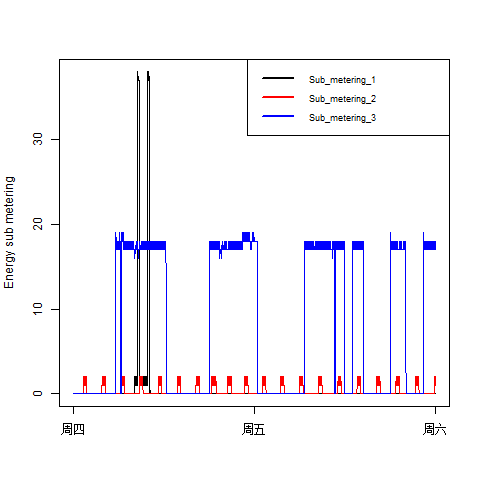 Sub_metering_1
Sub_metering_2
Sub_metering_3
Energy sub metering
30
20
10
0
周四 周五 周六